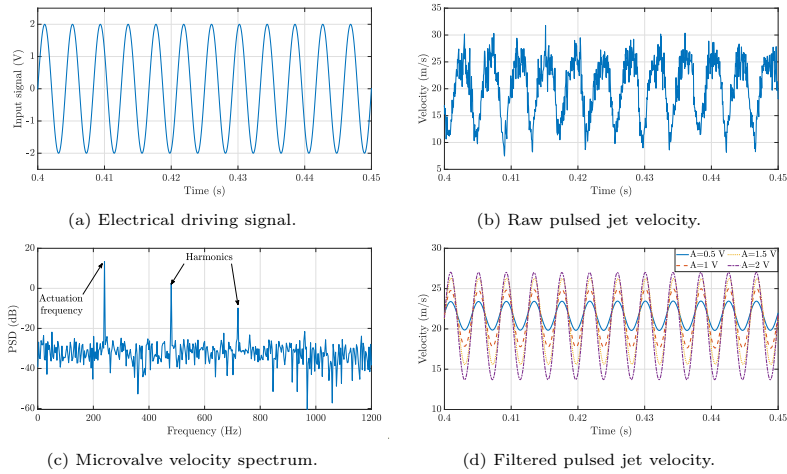 2
1
0
-1
-2
Input signal (V)
0.4 0.41 0.42 0.43 0.44 0.45
Time (s)
(a) Electrical driving signal.
35
30
25
20
15
10
5
Velocity (m/s)
0.4 0.41 0.42 0.43 0.44 0.45
Time (s)
(b) Raw pulsed jet velocity.
20
0
-20
-40
-60
PSD (dB)
Actuation
frequency
Harmonics
0 200 400 600 800 1000 1200
Frequency (Hz)
(c) Microvalve velocity spectrum.
30
25
20
15
10
Velocity (m/s)
A=0.5 V A=1.5 V
A=1 V A=2 V
0.4 0.41 0.42 0.43 0.44 0.45
Time (s)
(d) Filtered pulsed jet velocity.